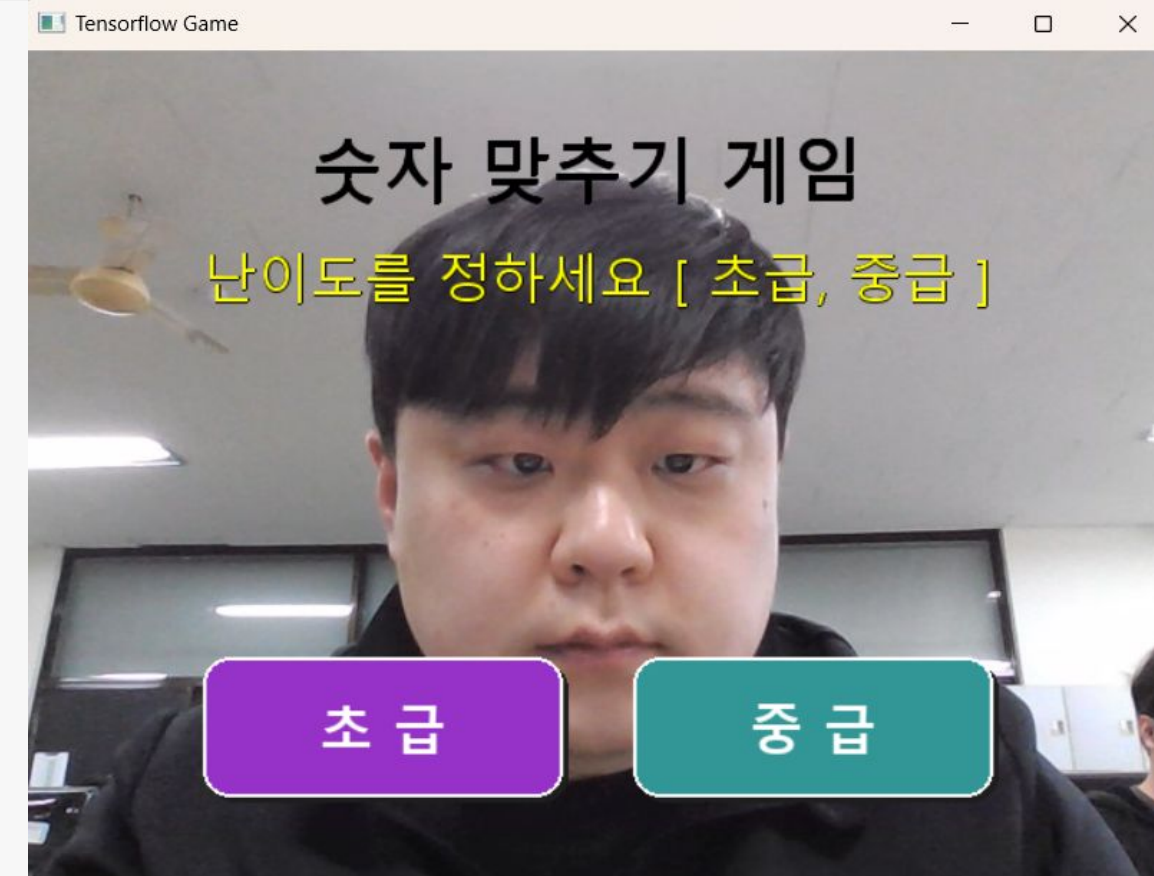 Tensorflow Game
숫자 맞추기 게임
난이도를 정하세요 [ 초급, 중급 ]
초 급
중 급